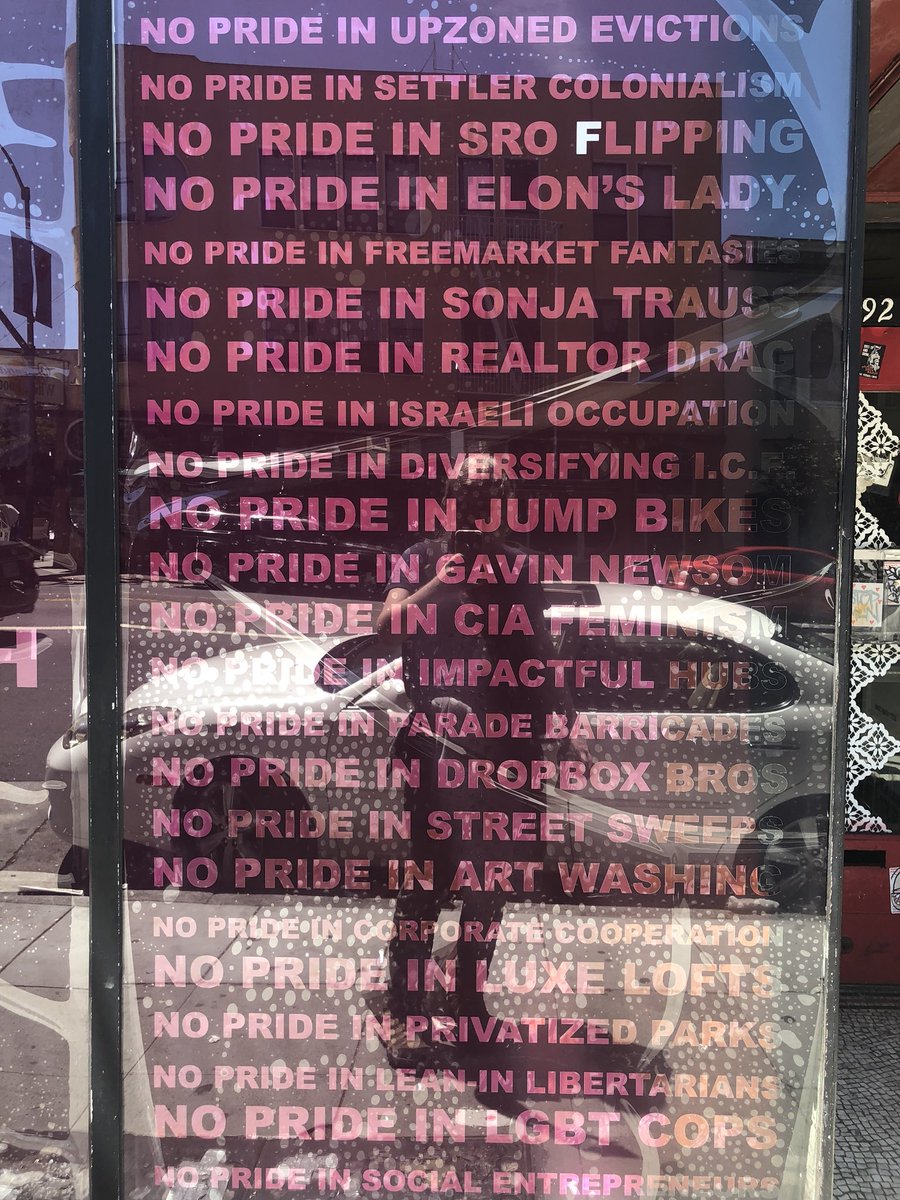 NO PRIDE IN UPZONED EVICTIONS
NO PRIDE IN SETTLER COLONIALISM
NO PRIDE IN SRO FLIPPING
NO PRIDE IN ELON'S LADY
NO PRIDE IN FREEMARKET FANTASIES
NO PRIDE IN SONJA TRAUSS
NO PRIDE IN REALTOR DRAG
NO PRIDE IN ISRAELI OCCUPATION
NO PRIDE IN DIVERSIFYING I.C.E.
NO PRIDE IN JUMP BIKES
NO PRIDE IN GAVIN NEWSOM
NO PRIDE IN CIA FEMINISM
NO PRIDE IN IMPACTFUL HUBS
NO PRIDE IN PARADE BARRICADES
NO PRIDE IN DROPBOX BROS
NO PRIDE IN STREET SWEEPS
NO PRIDE IN ART WASHING
NO PRIDE IN CORPORATE COOPERATION
NO PRIDE IN LUXE LOFTS
NO PRIDE IN PRIVATIZED PARKS
NO PRIDE IN LEAN-IN LIBERTARIANS
NO PRIDE IN LGBT COPS
NO PRIDE IN SOCIAL ENTREPRENEURS
92